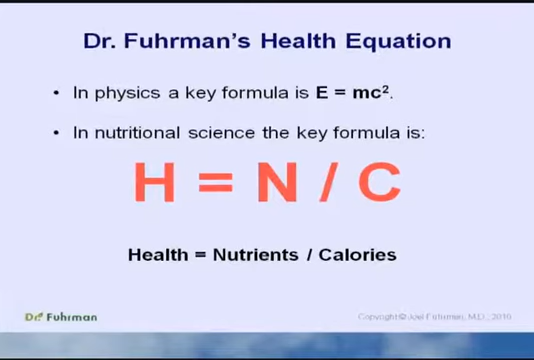 Dr. Fuhrman's Health Equation
• In physics a key formula is E = mc².
• In nutritional science the key formula is:
H = N / C
Health = Nutrients / Calories
Dr. Fuhrman
Copyright© Joel Fuhrman, M.D., 2010